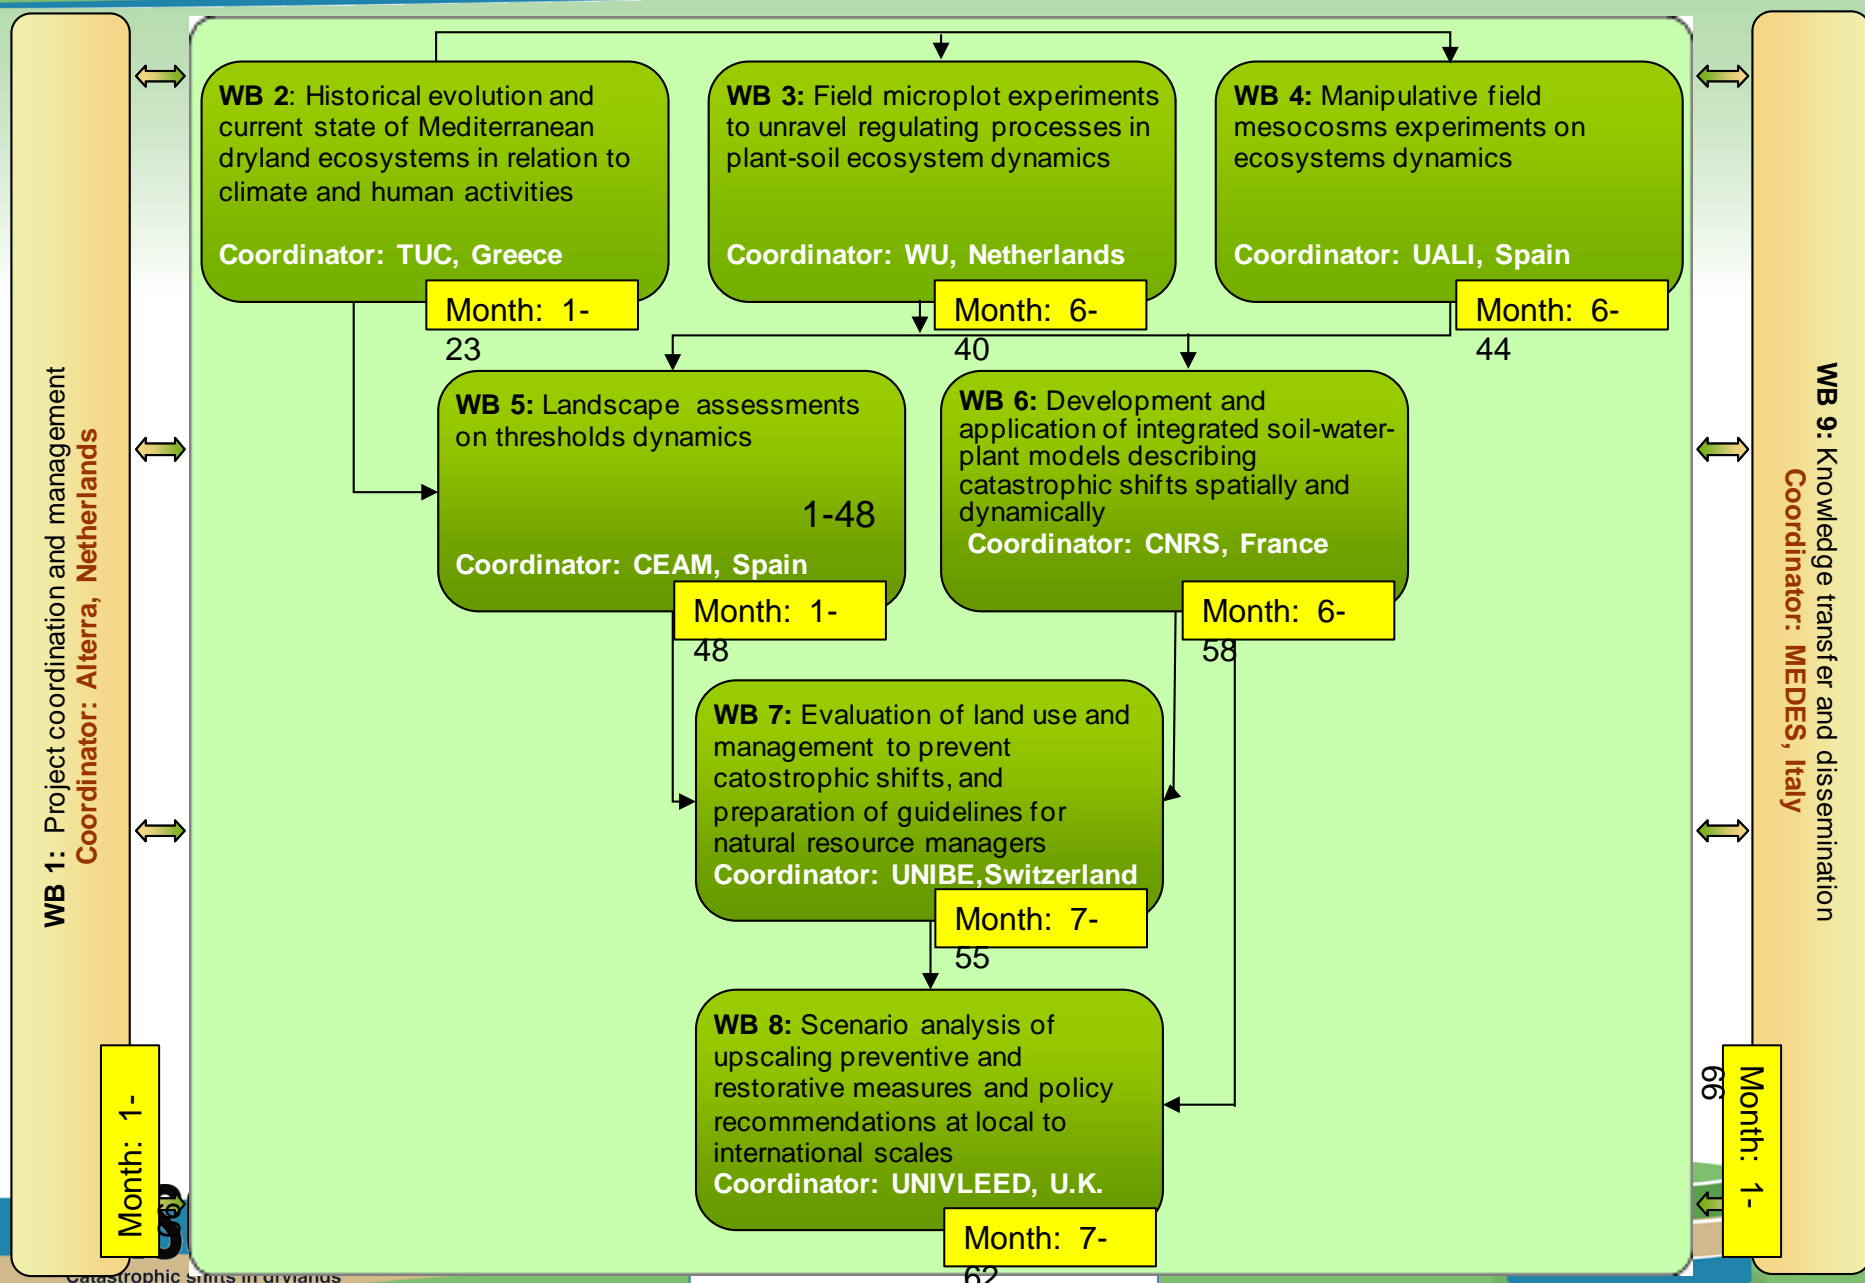 WB 1: Project coordination and management
Coordinator: Alterra, Netherlands
Month: 1-
WB 2: Historical evolution and
current state of Mediterranean
dryland ecosystems in relation to
climate and human activities
Coordinator: TUC, Greece
Month: 1-
23
WB 3: Field microplot experiments
to unravel regulating processes in
plant-soil ecosystem dynamics
Coordinator: WU, Netherlands
Month: 6-
40
WB 4: Manipulative field
mesocosms experiments on
ecosystems dynamics
Coordinator: UALI, Spain
Month: 6-
44
WB 5: Landscape assessments
on thresholds dynamics
1-48
Coordinator: CEAM, Spain
Month: 1-
48
WB 6: Development and
application of integrated soil-water-
plant models describing
catastrophic shifts spatially and
dynamically
Coordinator: CNRS, France
Month: 6-
58
WB 7: Evaluation of land use and
management to prevent
catostrophic shifts, and
preparation of guidelines for
natural resource managers
Coordinator: UNIBE,Switzerland
Month: 7-
55
WB 8: Scenario analysis of
upscaling preventive and
restorative measures and policy
recommendations at local to
international scales
Coordinator: UNIVLEED, U.K.
Month: 7-
62
WB 9: Knowledge transfer and dissemination
Coordinator: MEDES, Italy
Month: 1-
66
Catastrophic shifts in drylands